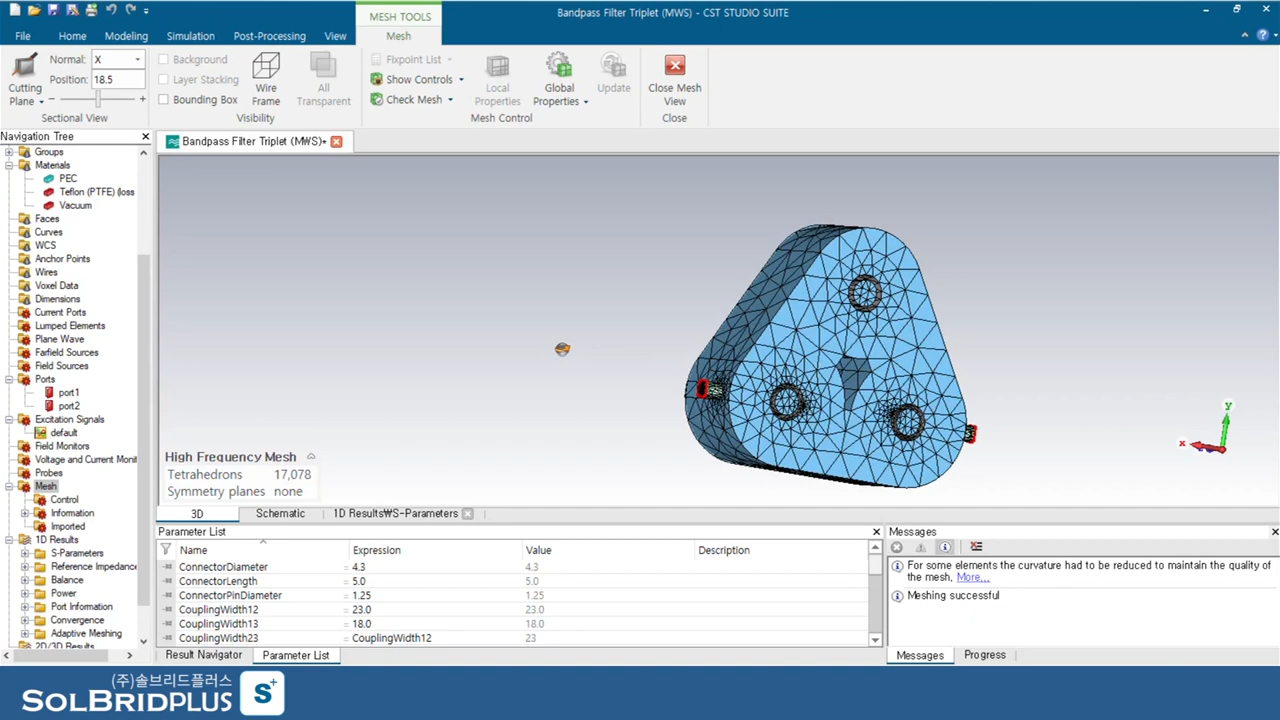 Bandpass Filter Triplet (MWS) - CST STUDIO SUITE
MESH TOOLS
File Home Modeling Simulation Post-Processing View Mesh
Normal: X
Position: 18.5
Cutting
Plane
Sectional View
Background
Layer Stacking
Bounding Box
Wire
Frame
All
Transparent
Visibility
Fixpoint List
Show Controls
Check Mesh
Local
Properties
Global
Properties
Update
Mesh Control
Close Mesh
View
Close
Navigation Tree
Groups
Materials
PEC
Teflon (PTFE) (loss
Vacuum
Faces
Curves
WCS
Anchor Points
Wires
Voxel Data
Dimensions
Current Ports
Lumped Elements
Plane Wave
Farfield Sources
Field Sources
Ports
port1
port2
Excitation Signals
default
Field Monitors
Voltage and Current Monit
Probes
Mesh
Control
Information
Imported
1D Results
S-Parameters
Reference Impedance
Balance
Power
Port Information
Convergence
Adaptive Meshing
2D/3D Results
Bandpass Filter Triplet (MWS)*
y
x
High Frequency Mesh
Tetrahedrons 17,078
Symmetry planes none
3D Schematic 1D Results₩S-Parameters
Parameter List
Name Expression Value Description
ConnectorDiameter = 4.3 4.3
ConnectorLength = 5.0 5.0
ConnectorPinDiameter = 1.25 1.25
CouplingWidth12 = 23.0 23.0
CouplingWidth13 = 18.0 18.0
CouplingWidth23 = CouplingWidth12 23
Result Navigator Parameter List
Messages
For some elements the curvature had to be reduced to maintain the quality of
the mesh, More...
Meshing successful
Messages Progress
(주)솔브리드플러스
SOLBRIDPLUS
S+